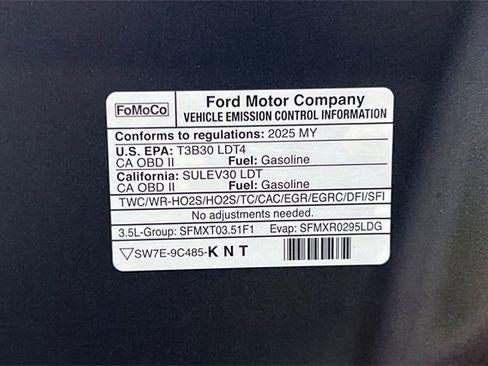 FoMoCo
Ford Motor Company
VEHICLE EMISSION CONTROL INFORMATION
Conforms to regulations: 2025 MY
U.S. EPA: T3B30 LDT4
CA OBD II Fuel: Gasoline
California: SULEV30 LDT
CA OBD II Fuel: Gasoline
TWC/WR-HO2S/HO2S/TC/CAC/EGR/EGRC/DFI/SFI
No adjustments needed.
3.5L-Group: SFMXT03.51F1 Evap: SFMXR0295LDG
SW7E-9C485-K N T